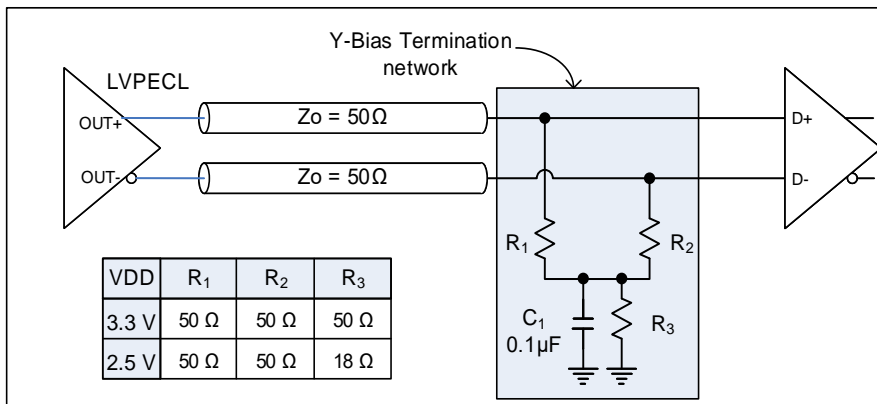 Y-Bias Termination
network
LVPECL
OUT+
Zo = 50Ω
D+
OUT-
Zo = 50Ω
D-
R1
R2
C1
0.1µF
R3
VDD R1 R2 R3
3.3 V 50 Ω 50 Ω 50 Ω
2.5 V 50 Ω 50 Ω 18 Ω